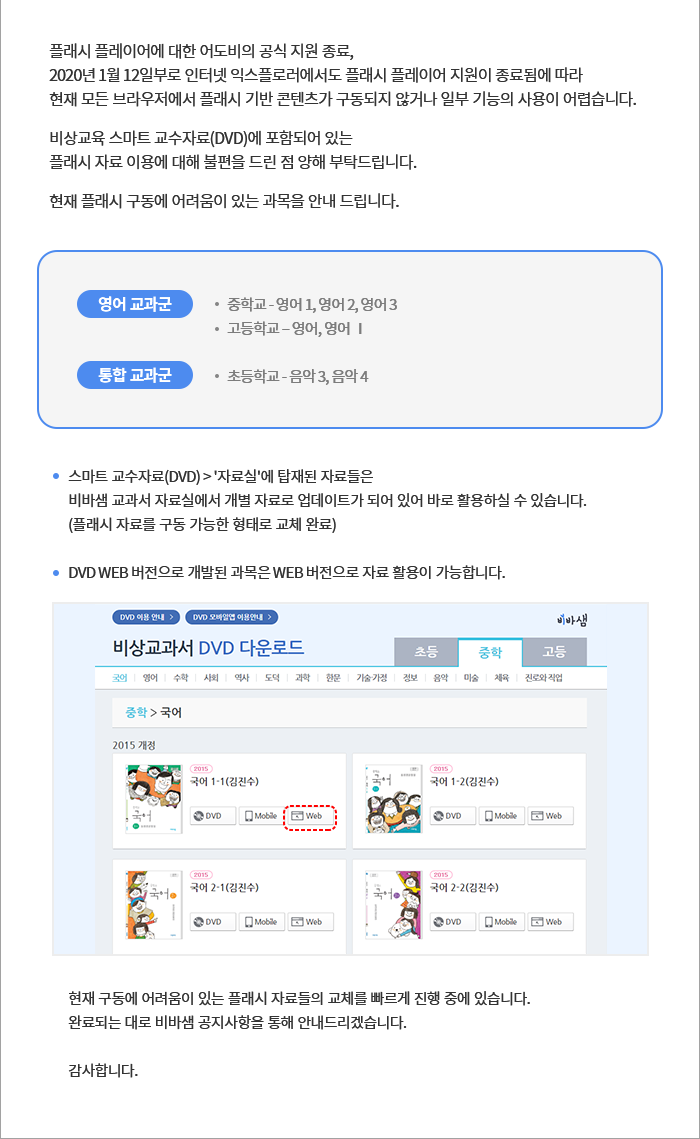 플래시 플레이어에 대한 어도비의 공식 지원 종료,
2020년 1월 12일부로 인터넷 익스플로러에서도 플래시 플레이어 지원이 종료됨에 따라
현재 모든 브라우저에서 플래시 기반 콘텐츠가 구동되지 않거나 일부 기능의 사용이 어렵습니다.
비상교육 스마트 교수자료(DVD)에 포함되어 있는
플래시 자료 이용에 대해 불편을 드린 점 양해 부탁드립니다.
현재 플래시 구동에 어려움이 있는 과목을 안내 드립니다.
영어 교과군
• 중학교 - 영어 1, 영어 2, 영어 3
• 고등학교 – 영어, 영어 Ⅰ
통합 교과군
• 초등학교 - 음악 3, 음악 4
• 스마트 교수자료(DVD) > '자료실'에 탑재된 자료들은
비바샘 교과서 자료실에서 개별 자료로 업데이트가 되어 있어 바로 활용하실 수 있습니다.
(플래시 자료를 구동 가능한 형태로 교체 완료)
• DVD WEB 버전으로 개발된 과목은 WEB 버전으로 자료 활용이 가능합니다.
DVD 이용 안내 > DVD 모바일앱 이용안내 > 비바샘
비상교과서 DVD 다운로드 초등 중학 고등
국어 영어 수학 사회 역사 도덕 과학 한문 기술·가정 정보 음악 미술 체육 진로와 직업
중학 > 국어
2015 개정
2015 2015
국어 1-1(김진수) 국어 1-2(김진수)
국어 국어
DVD Mobile Web DVD Mobile Web
2015 2015
국어 2-1(김진수) 국어 2-2(김진수)
국어 국어
DVD Mobile Web DVD Mobile Web
현재 구동에 어려움이 있는 플래시 자료들의 교체를 빠르게 진행 중에 있습니다.
완료되는 대로 비바샘 공지사항을 통해 안내드리겠습니다.
감사합니다.